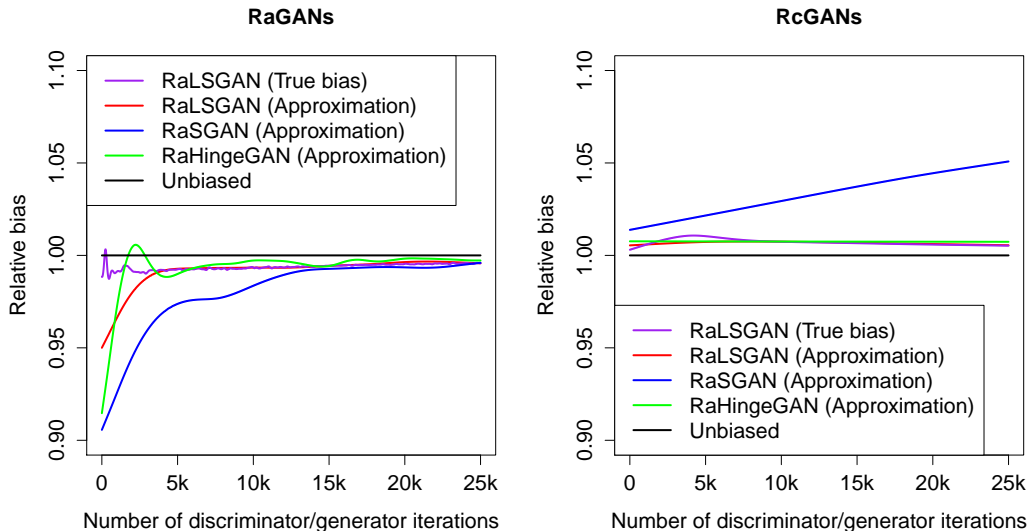 RaGANs
RaLSGAN (True bias)
RaLSGAN (Approximation)
RaSGAN (Approximation)
RaHingeGAN (Approximation)
Unbiased
Relative bias
1.10
1.05
1.00
0.95
0.90
0
5k
10k
15k
20k
25k
Number of discriminator/generator iterations
RcGANs
Relative bias
1.10
1.05
1.00
0.95
0.90
RaLSGAN (True bias)
RaLSGAN (Approximation)
RaSGAN (Approximation)
RaHingeGAN (Approximation)
Unbiased
0
5k
10k
15k
20k
25k
Number of discriminator/generator iterations